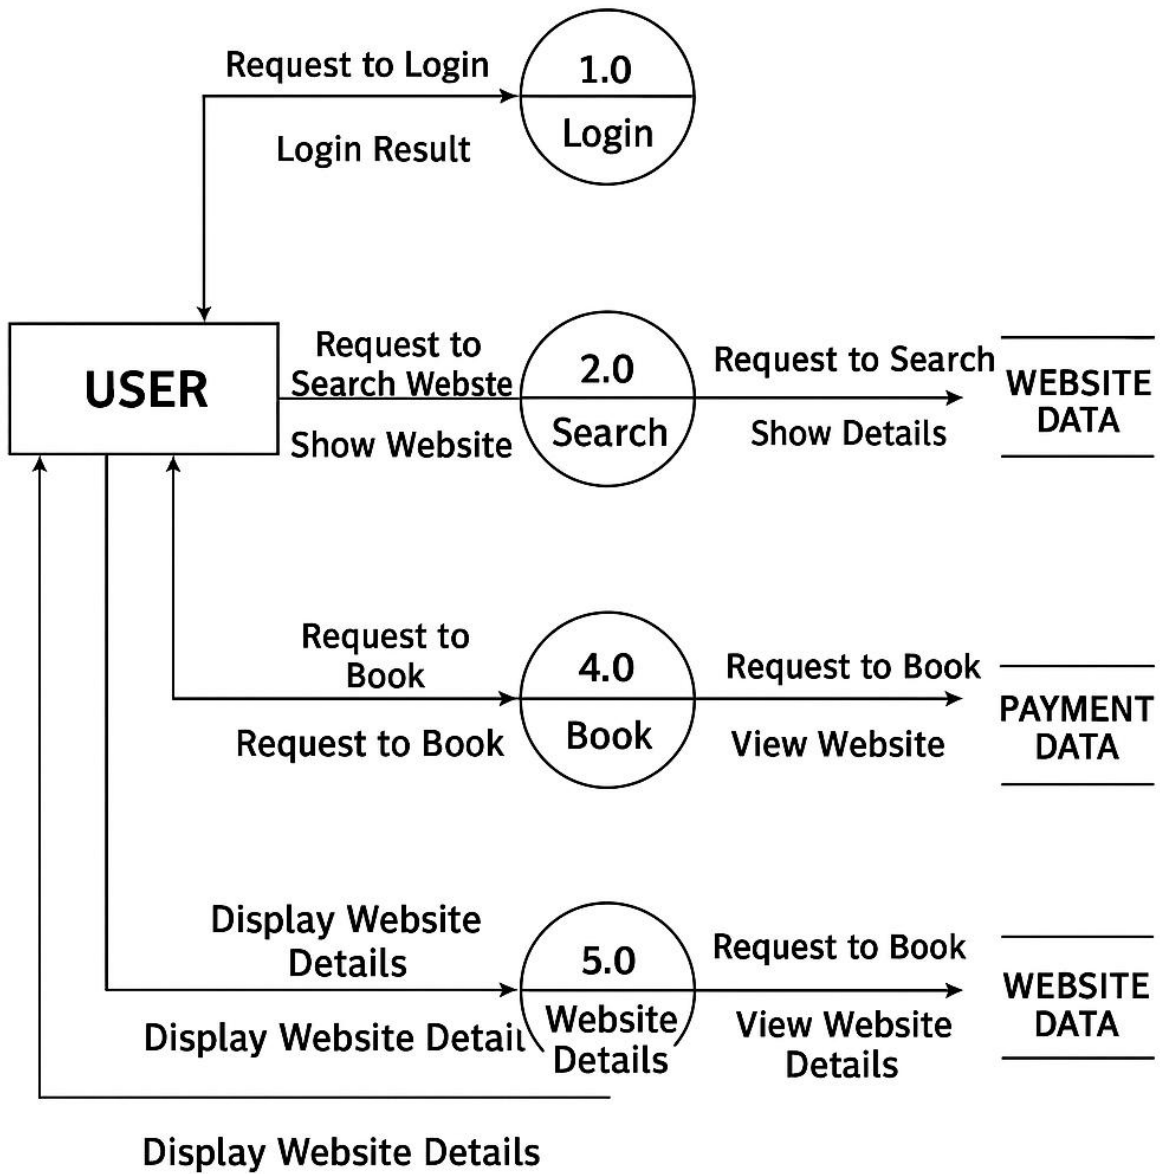 Request to Login
1.0
Login
Login Result
USER
Request to
Search Webste
Show Website
2.0
Search
Request to Search
Show Details
WEBSITE
DATA
Request to
Book
Request to Book
4.0
Book
Request to Book
View Website
PAYMENT
DATA
Display Website
Details
Display Website Detail
5.0
Website
Details
Request to Book
View Website
Details
WEBSITE
DATA
Display Website Details